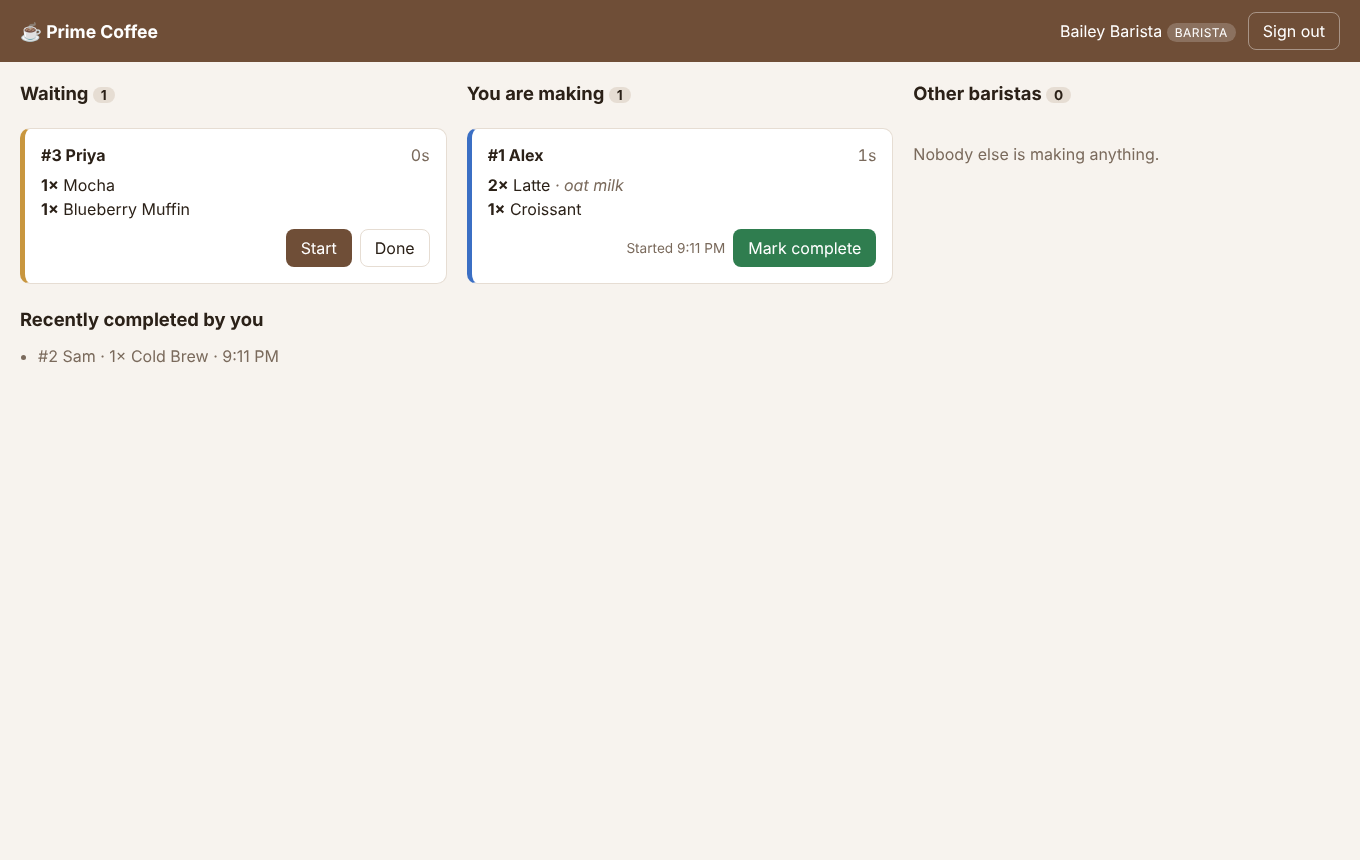 ☕ Prime Coffee
Bailey Barista BARISTA Sign out
Waiting 1
#3 Priya 0s
1× Mocha
1× Blueberry Muffin
Start Done
You are making 1
#1 Alex 1s
2× Latte · oat milk
1× Croissant
Started 9:11 PM Mark complete
Other baristas 0
Nobody else is making anything.
Recently completed by you
• #2 Sam · 1× Cold Brew · 9:11 PM